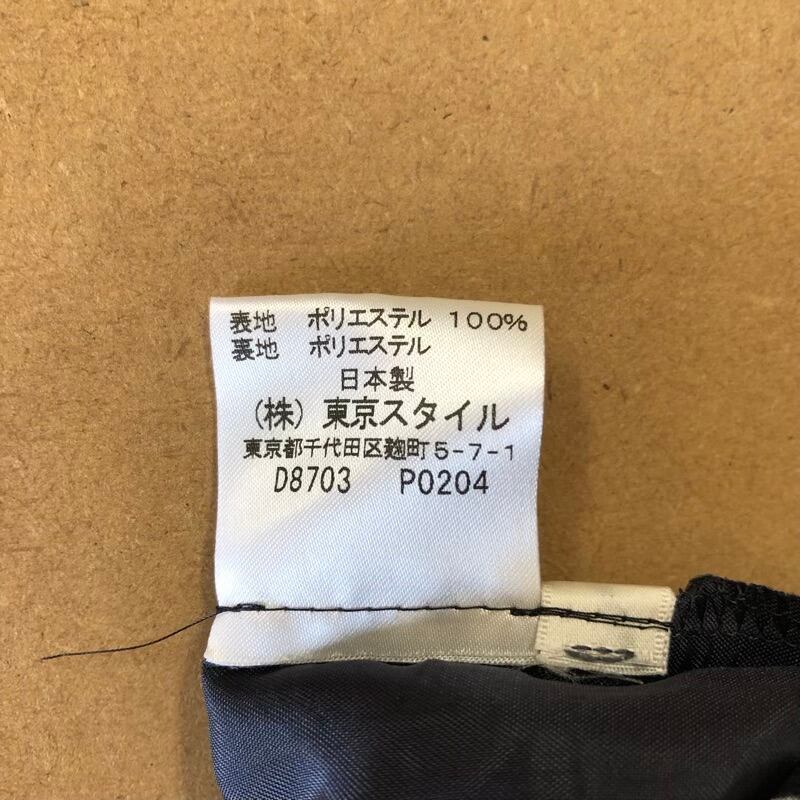 表地　ポリエステル　１００％
裏地　ポリエステル
日本製
（株）東京スタイル
東京都千代田区麹町５-７-１
D8703　P0204